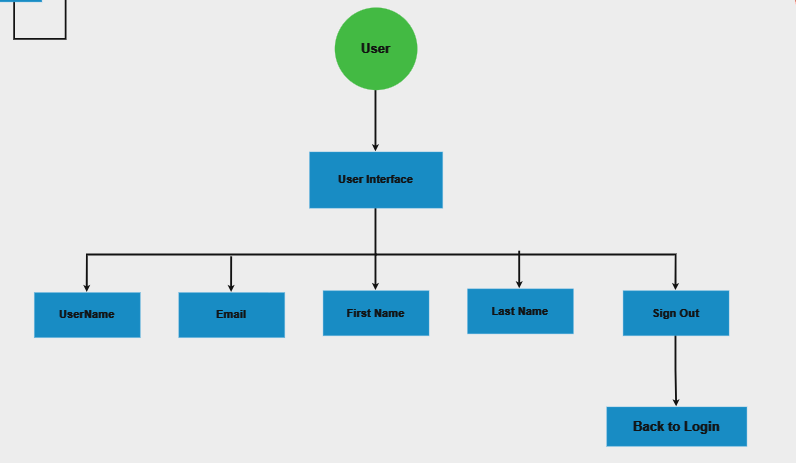 User
User Interface
UserName
Email
First Name
Last Name
Sign Out
Back to Login